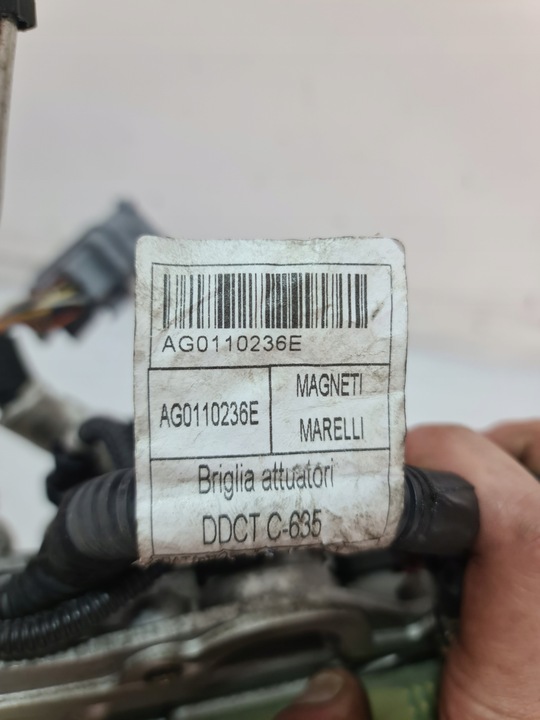 AG0110236E
AG0110236E
MAGNETI
MARELLI
Briglia attuatori
DDCT C-635